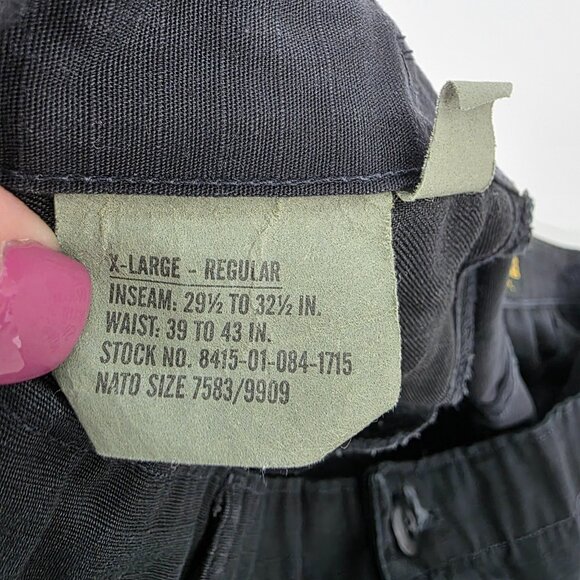 X-LARGE - REGULAR
INSEAM: 29½ TO 32½ IN.
WAIST: 39 TO 43 IN.
STOCK NO. 8415-01-084-1715
NATO SIZE 7583/9909